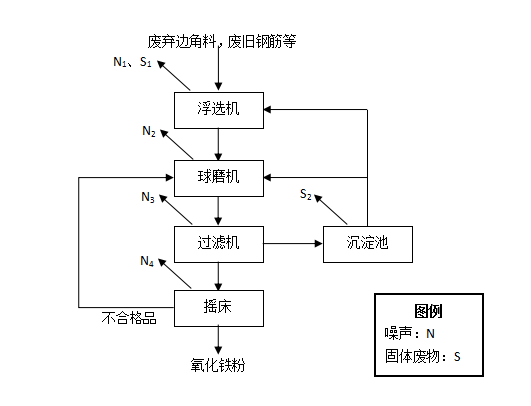 废弃边角料，废旧钢筋等
N₁、S₁
浮选机
N₂
球磨机
N₃
S₂
过滤机
沉淀池
N₄
摇床
不合格品
氧化铁粉
图例
噪声：N
固体废物：S